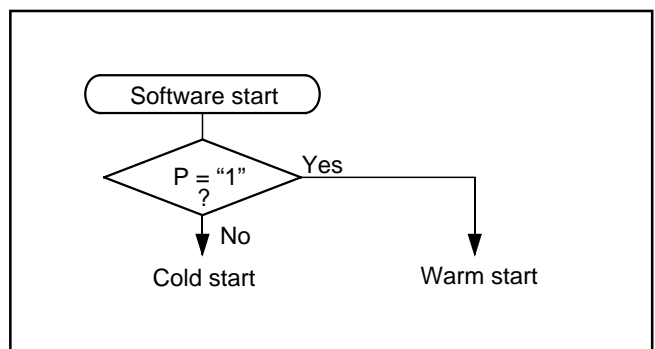 Software start
P = “1”
?
Yes
No
Cold start
Warm start